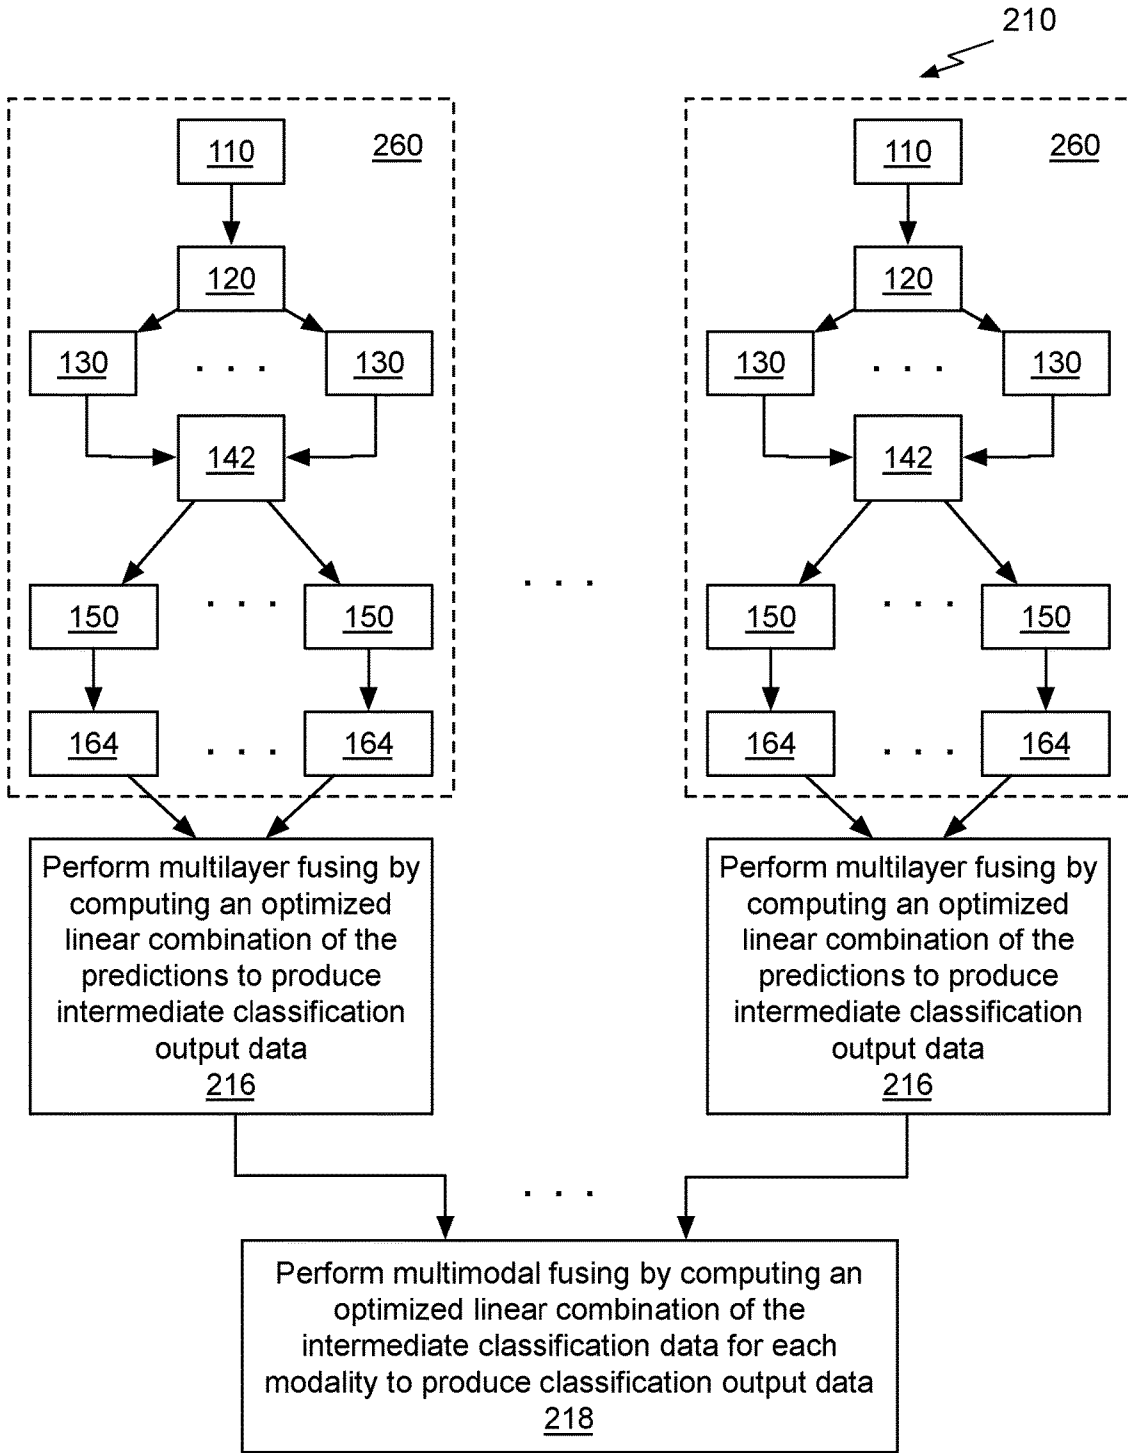 210
110
260
120
130
. . .
130
142
150
. . .
150
164
. . .
164
Perform multilayer fusing by
computing an optimized
linear combination of the
predictions to produce
intermediate classification
output data
216
. . .
110
260
120
130
. . .
130
142
150
. . .
150
164
. . .
164
Perform multilayer fusing by
computing an optimized
linear combination of the
predictions to produce
intermediate classification
output data
216
. . .
Perform multimodal fusing by computing an
optimized linear combination of the
intermediate classification data for each
modality to produce classification output data
218